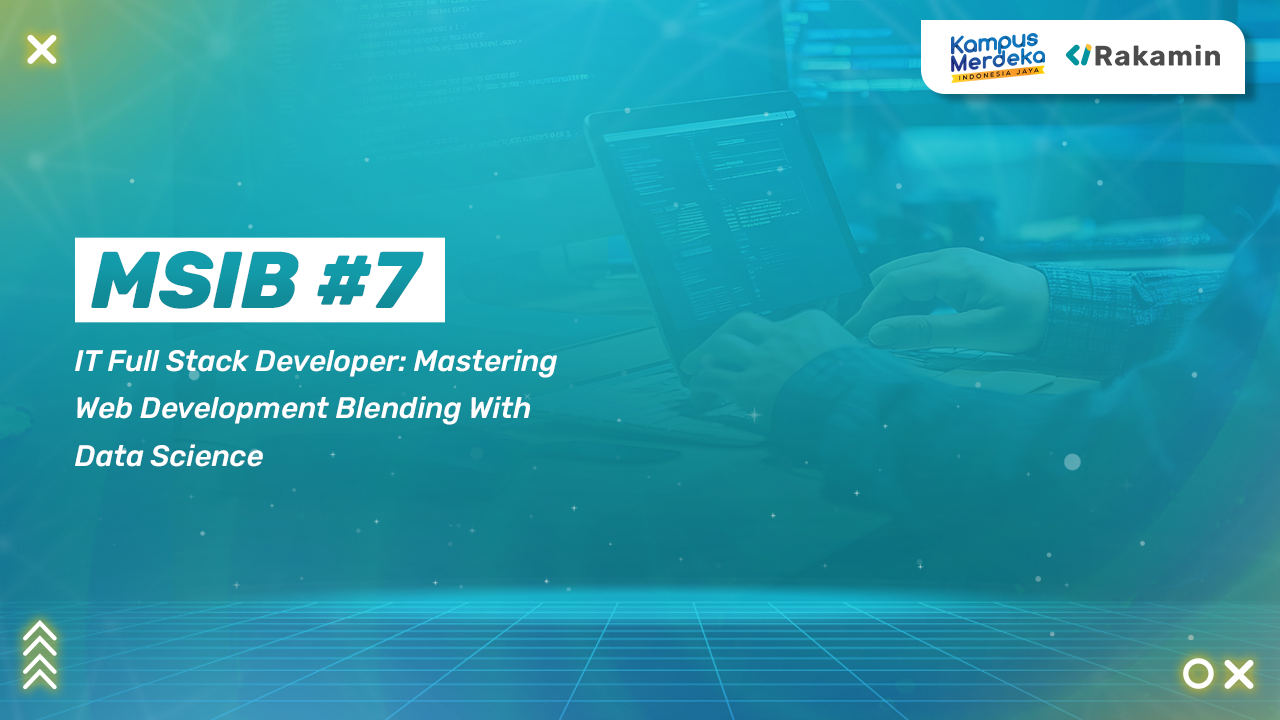 Kampus
Merdeka
INDONESIA JAYA
Rakamin
MSIB #7
IT Full Stack Developer: Mastering
Web Development Blending With
Data Science